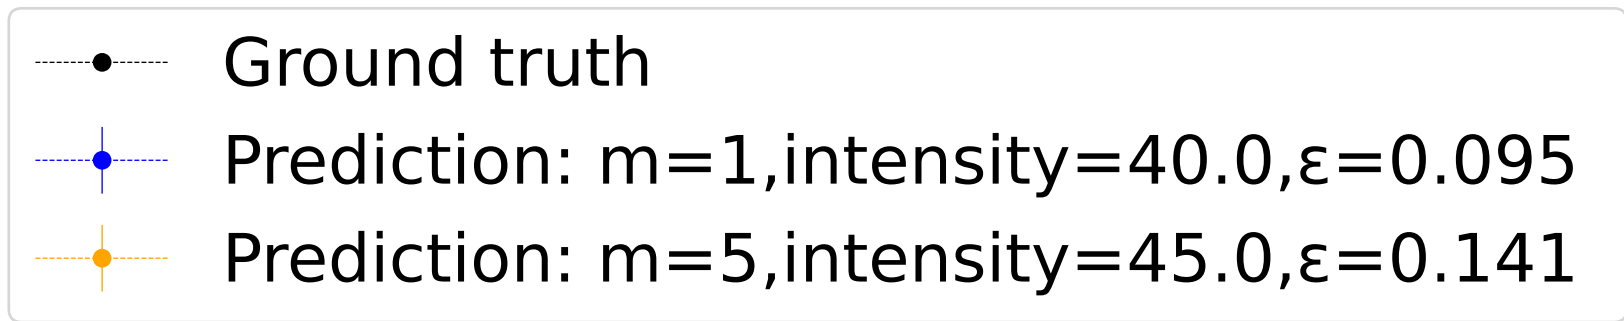 Ground truth
Prediction: m=1,intensity=40.0,ε=0.095
Prediction: m=5,intensity=45.0,ε=0.141